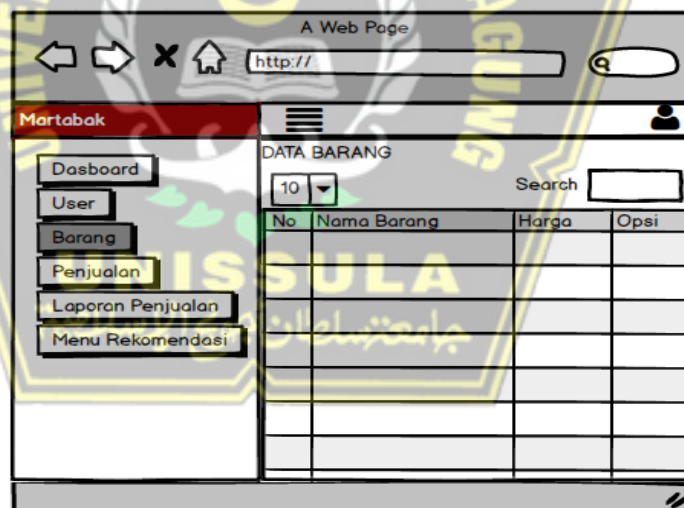 A Web Page
http://
Martabak
Dasboard
User
Barang
Penjualan
Laporan Penjualan
Menu Rekomendasi
DATA BARANG
10
Search
No Nama Barang Harga Opsi
UNISSULA